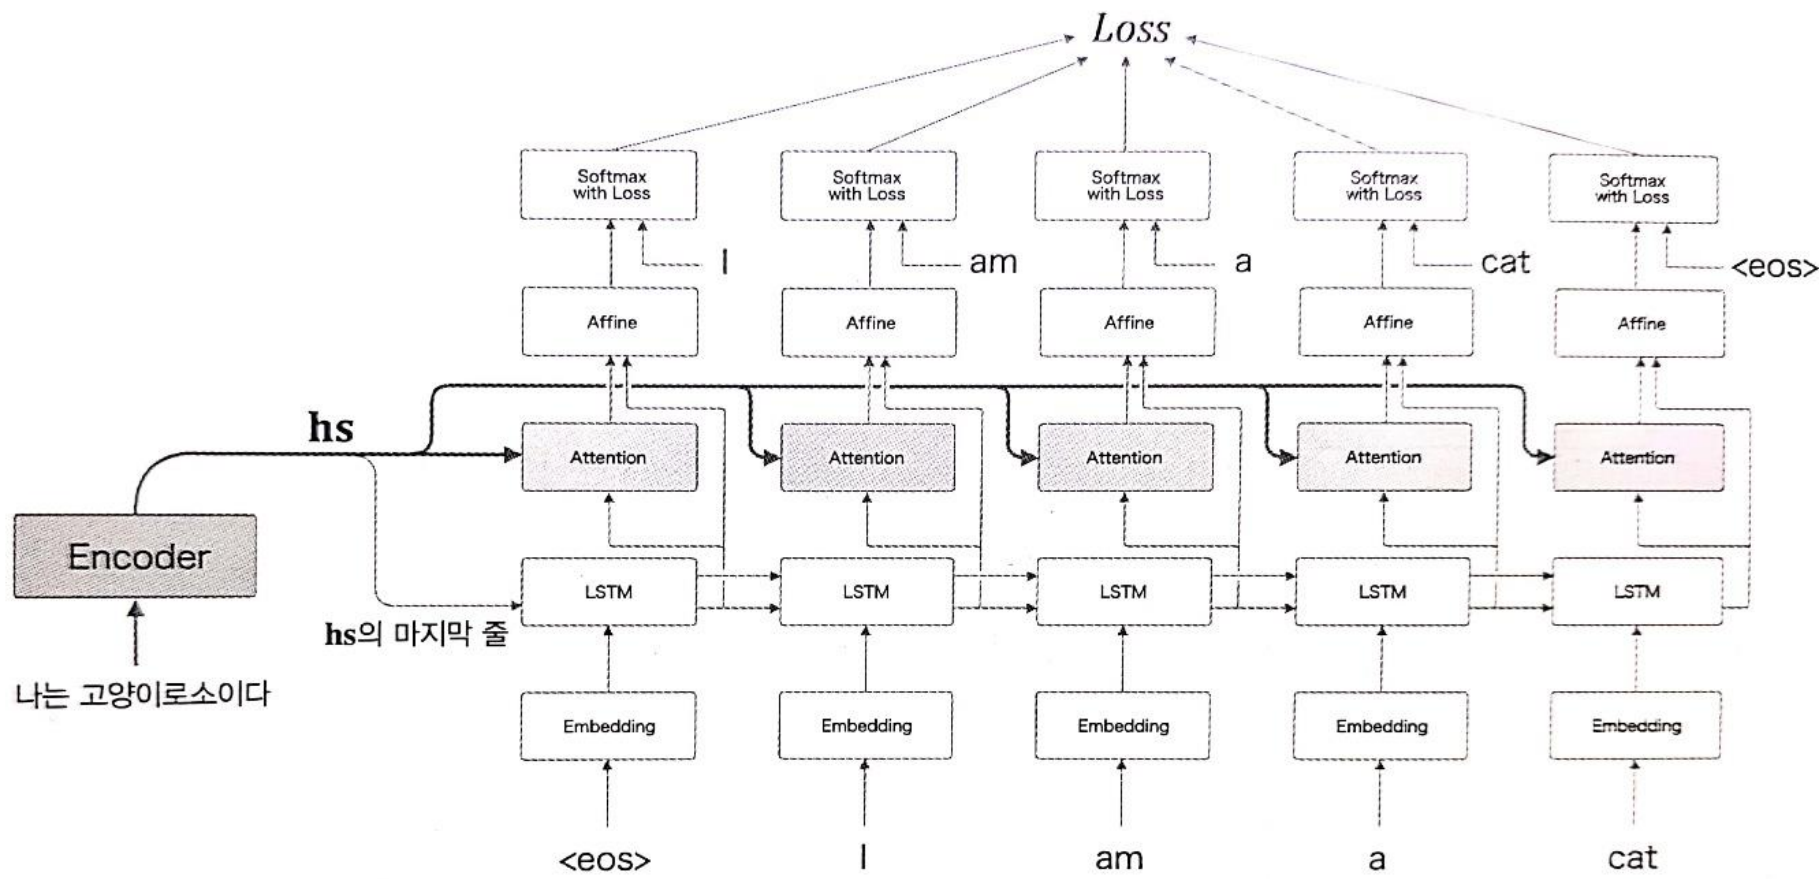 Loss
Softmax
with Loss
Softmax
with Loss
Softmax
with Loss
Softmax
with Loss
Softmax
with Loss
I
am
a
cat
<eos>
Affine
Affine
Affine
Affine
Affine
hs
Attention
Attention
Attention
Attention
Attention
Encoder
LSTM
LSTM
LSTM
LSTM
LSTM
hs의 마지막 줄
나는 고양이로소이다
Embedding
Embedding
Embedding
Embedding
Embedding
<eos>
I
am
a
cat